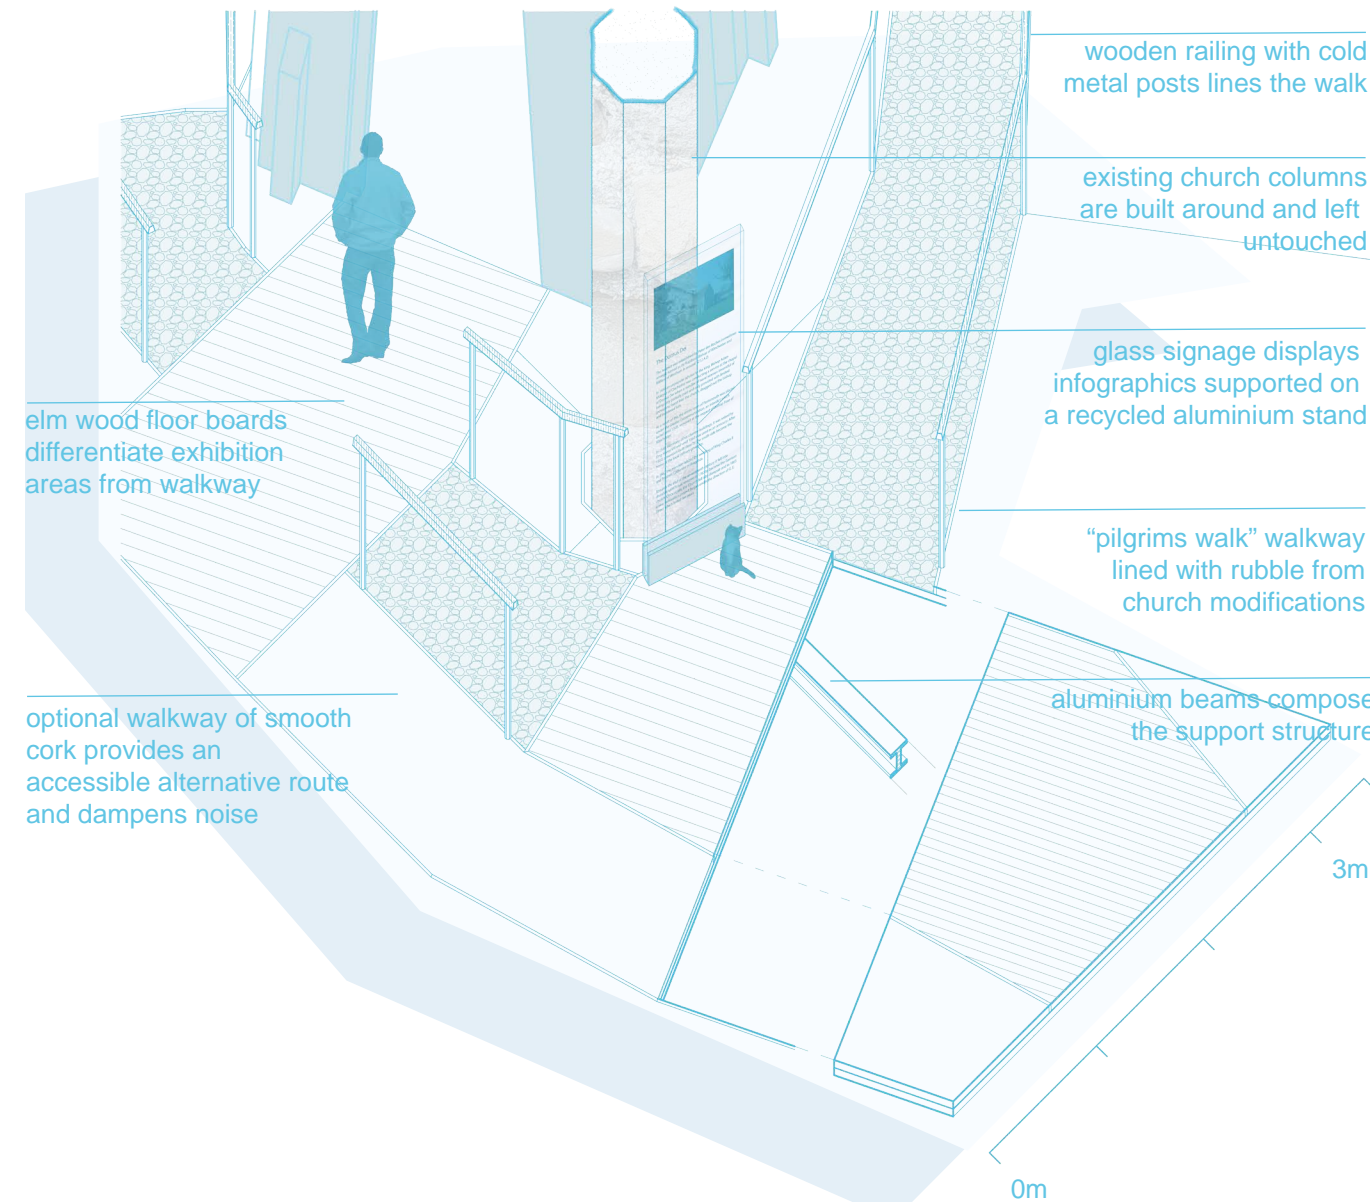 wooden railing with cold
metal posts lines the walk
existing church columns
are built around and left
untouched
glass signage displays
infographics supported on
a recycled aluminium stand
elm wood floor boards
differentiate exhibition
areas from walkway
“pilgrims walk” walkway
lined with rubble from
church modifications
aluminium beams compose
the support structure
optional walkway of smooth
cork provides an
accessible alternative route
and dampens noise
3m
0m